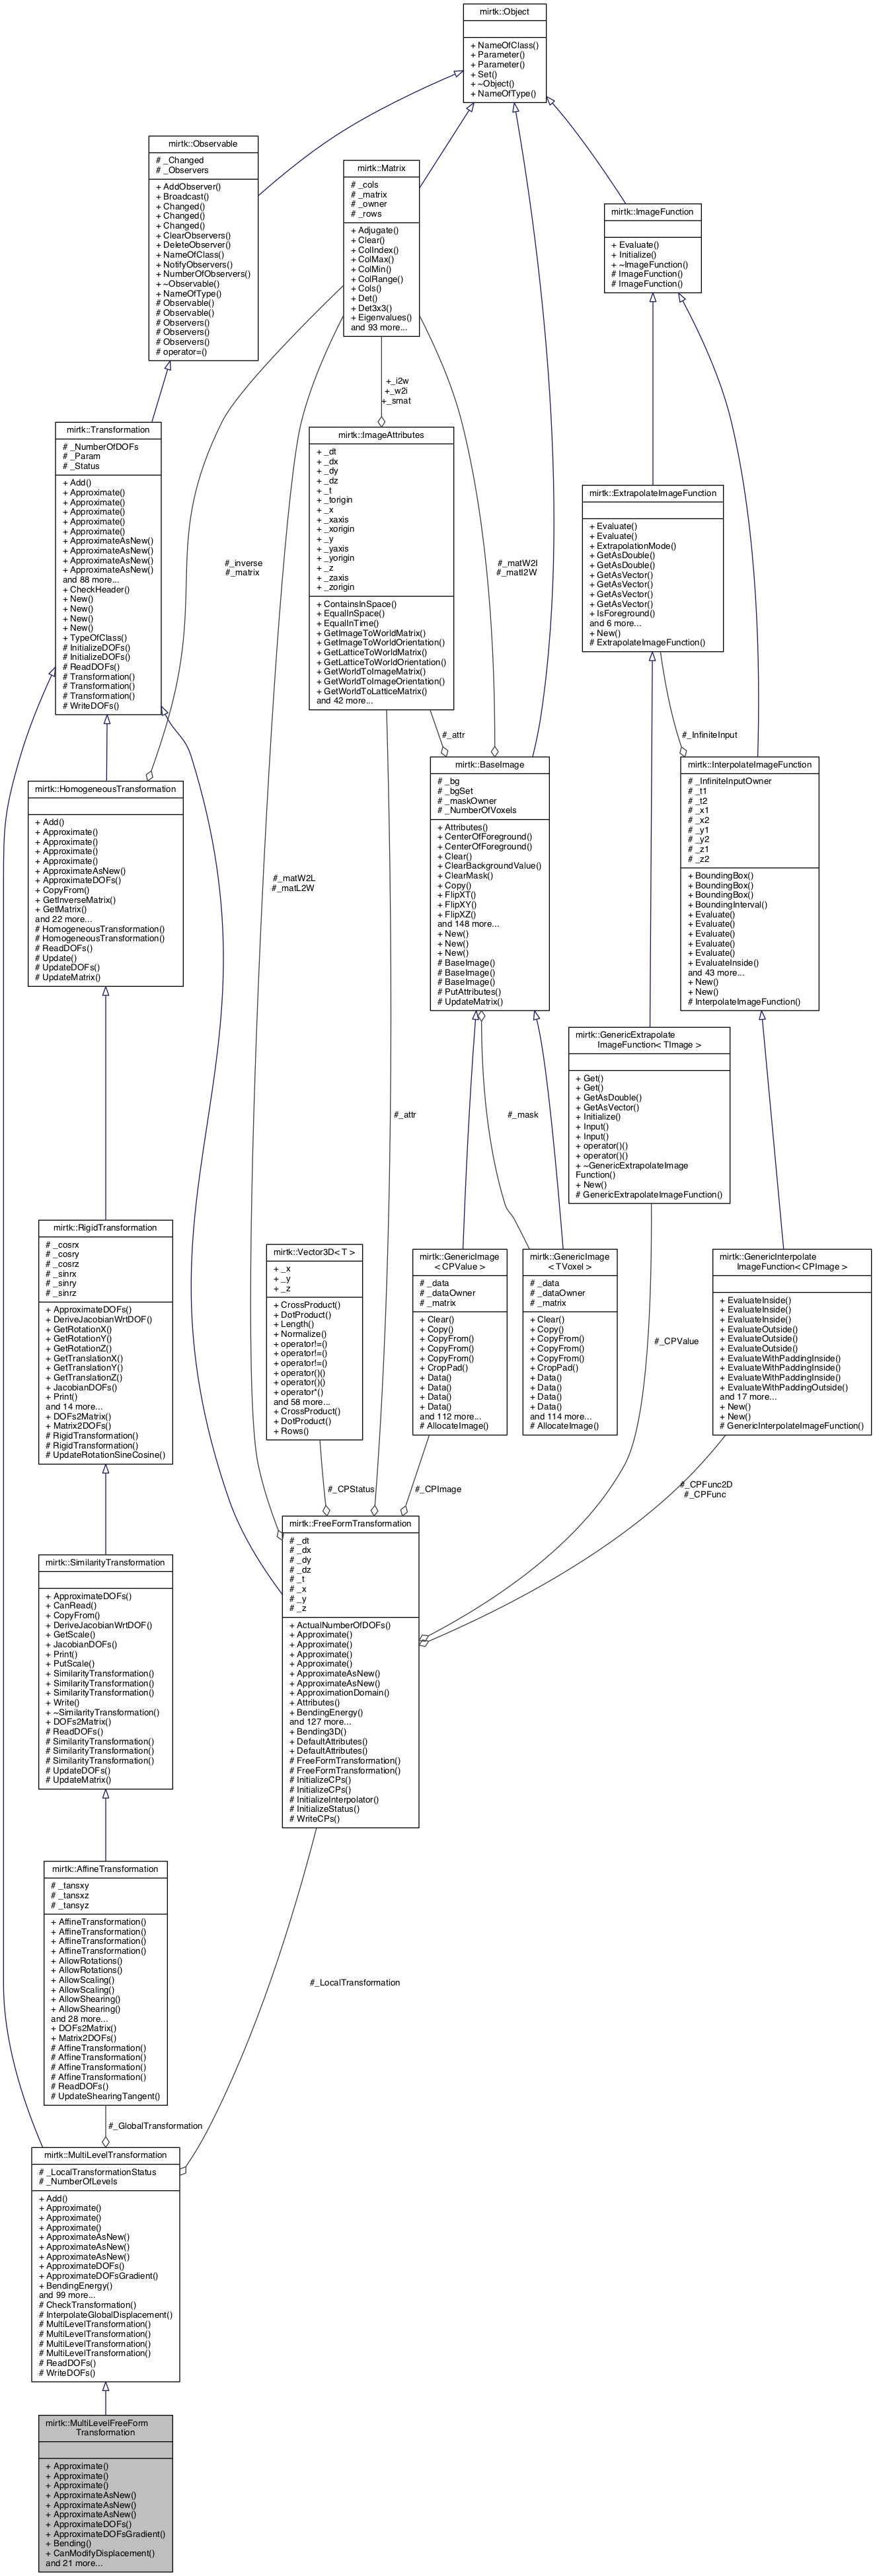 mirtk::Object
+ NameOfClass()
+ Parameter()
+ Parameter()
+ Set()
+ ~Object()
+ NameOfType()
mirtk::Observable
# _Changed
# _Observers
+ AddObserver()
+ Broadcast()
+ Changed()
+ Changed()
+ Changed()
+ ClearObservers()
+ DeleteObserver()
+ NameOfClass()
+ NotifyObservers()
+ NumberOfObservers()
+ ~Observable()
+ NameOfType()
# Observable()
# Observable()
# Observers()
# Observers()
# Observers()
# operator=()
mirtk::Matrix
# _cols
# _matrix
# _owner
# _rows
+ Adjugate()
+ Clear()
+ ColIndex()
+ ColMax()
+ ColMin()
+ ColRange()
+ Cols()
+ Det()
+ Det3x3()
+ Eigenvalues()
and 93 more...
mirtk::ImageFunction
+ Evaluate()
+ Initialize()
+ ~ImageFunction()
# ImageFunction()
# ImageFunction()
+_i2w
+_w2i
+_smat
mirtk::Transformation
# _NumberOfDOFs
# _Param
# _Status
+ Add()
+ Approximate()
+ Approximate()
+ Approximate()
+ Approximate()
+ Approximate()
+ ApproximateAsNew()
+ ApproximateAsNew()
+ ApproximateAsNew()
+ ApproximateAsNew()
and 88 more...
+ CheckHeader()
+ New()
+ New()
+ New()
+ New()
+ TypeOfClass()
# InitializeDOFs()
# InitializeDOFs()
# ReadDOFs()
# Transformation()
# Transformation()
# Transformation()
# WriteDOFs()
#_inverse
#_matrix
mirtk::ImageAttributes
+ _dt
+ _dx
+ _dy
+ _dz
+ _t
+ _torigin
+ _x
+ _xaxis
+ _xorigin
+ _y
+ _yaxis
+ _yorigin
+ _z
+ _zaxis
+ _zorigin
+ ContainsInSpace()
+ EqualInSpace()
+ EqualInTime()
+ GetImageToWorldMatrix()
+ GetImageToWorldOrientation()
+ GetLatticeToWorldMatrix()
+ GetLatticeToWorldOrientation()
+ GetWorldToImageMatrix()
+ GetWorldToImageOrientation()
+ GetWorldToLatticeMatrix()
and 42 more...
#_matW2I
#_matI2W
mirtk::ExtrapolateImageFunction
+ Evaluate()
+ Evaluate()
+ ExtrapolationMode()
+ GetAsDouble()
+ GetAsDouble()
+ GetAsVector()
+ GetAsVector()
+ GetAsVector()
+ GetAsVector()
+ IsForeground()
and 6 more...
+ New()
# ExtrapolateImageFunction()
#_attr
#_InfiniteInput
mirtk::HomogeneousTransformation
+ Add()
+ Approximate()
+ Approximate()
+ Approximate()
+ Approximate()
+ ApproximateAsNew()
+ ApproximateDOFs()
+ CopyFrom()
+ GetInverseMatrix()
+ GetMatrix()
and 22 more...
# HomogeneousTransformation()
# HomogeneousTransformation()
# ReadDOFs()
# Update()
# UpdateDOFs()
# UpdateMatrix()
#_matW2L
#_matL2W
mirtk::BaseImage
# _bg
# _bgSet
# _maskOwner
# _NumberOfVoxels
+ Attributes()
+ CenterOfForeground()
+ CenterOfForeground()
+ Clear()
+ ClearBackgroundValue()
+ ClearMask()
+ Copy()
+ FlipXT()
+ FlipXY()
+ FlipXZ()
and 148 more...
+ New()
+ New()
+ New()
# BaseImage()
# BaseImage()
# BaseImage()
# PutAttributes()
# UpdateMatrix()
mirtk::InterpolateImageFunction
# _InfiniteInputOwner
# _t1
# _t2
# _x1
# _x2
# _y1
# _y2
# _z1
# _z2
+ BoundingBox()
+ BoundingBox()
+ BoundingBox()
+ BoundingInterval()
+ Evaluate()
+ Evaluate()
+ Evaluate()
+ Evaluate()
+ Evaluate()
+ EvaluateInside()
and 43 more...
+ New()
+ New()
# InterpolateImageFunction()
#_attr
#_mask
mirtk::GenericExtrapolate
ImageFunction< TImage >
+ Get()
+ Get()
+ GetAsDouble()
+ GetAsVector()
+ Initialize()
+ Input()
+ Input()
+ operator()()
+ operator()()
+ ~GenericExtrapolateImage
Function()
+ New()
# GenericExtrapolateImageFunction()
mirtk::RigidTransformation
# _cosrx
# _cosry
# _cosrz
# _sinrx
# _sinry
# _sinrz
+ ApproximateDOFs()
+ DeriveJacobianWrtDOF()
+ GetRotationX()
+ GetRotationY()
+ GetRotationZ()
+ GetTranslationX()
+ GetTranslationY()
+ GetTranslationZ()
+ JacobianDOFs()
+ Print()
and 14 more...
+ DOFs2Matrix()
+ Matrix2DOFs()
# RigidTransformation()
# RigidTransformation()
# UpdateRotationSineCosine()
mirtk::Vector3D< T >
+ _x
+ _y
+ _z
+ CrossProduct()
+ DotProduct()
+ Length()
+ Normalize()
+ operator!=()
+ operator!=()
+ operator!=()
+ operator()()
+ operator()()
+ operator*()
and 58 more...
+ CrossProduct()
+ DotProduct()
+ Rows()
mirtk::GenericImage
< CPValue >
# _data
# _dataOwner
# _matrix
+ Clear()
+ Copy()
+ CopyFrom()
+ CopyFrom()
+ CopyFrom()
+ CropPad()
+ Data()
+ Data()
+ Data()
+ Data()
and 112 more...
# AllocateImage()
mirtk::GenericImage
< TVoxel >
# _data
# _dataOwner
# _matrix
+ Clear()
+ Copy()
+ CopyFrom()
+ CopyFrom()
+ CopyFrom()
+ CropPad()
+ Data()
+ Data()
+ Data()
+ Data()
and 114 more...
# AllocateImage()
#_CPValue
mirtk::GenericInterpolate
ImageFunction< CPImage >
+ EvaluateInside()
+ EvaluateInside()
+ EvaluateInside()
+ EvaluateOutside()
+ EvaluateOutside()
+ EvaluateOutside()
+ EvaluateWithPaddingInside()
+ EvaluateWithPaddingInside()
+ EvaluateWithPaddingInside()
+ EvaluateWithPaddingOutside()
and 17 more...
+ New()
+ New()
# GenericInterpolateImageFunction()
#_CPStatus
#_CPImage
#_CPFunc2D
#_CPFunc
mirtk::FreeFormTransformation
# _dt
# _dx
# _dy
# _dz
# _t
# _x
# _y
# _z
+ ActualNumberOfDOFs()
+ Approximate()
+ Approximate()
+ Approximate()
+ Approximate()
+ ApproximateAsNew()
+ ApproximateAsNew()
+ ApproximationDomain()
+ Attributes()
+ BendingEnergy()
and 127 more...
+ Bending3D()
+ DefaultAttributes()
+ DefaultAttributes()
# FreeFormTransformation()
# FreeFormTransformation()
# InitializeCPs()
# InitializeCPs()
# InitializeInterpolator()
# InitializeStatus()
# WriteCPs()
mirtk::SimilarityTransformation
+ ApproximateDOFs()
+ CanRead()
+ CopyFrom()
+ DeriveJacobianWrtDOF()
+ GetScale()
+ JacobianDOFs()
+ Print()
+ PutScale()
+ SimilarityTransformation()
+ SimilarityTransformation()
+ SimilarityTransformation()
+ Write()
+ ~SimilarityTransformation()
+ DOFs2Matrix()
# ReadDOFs()
# SimilarityTransformation()
# SimilarityTransformation()
# SimilarityTransformation()
# UpdateDOFs()
# UpdateMatrix()
mirtk::AffineTransformation
# _tansxy
# _tansxz
# _tansyz
+ AffineTransformation()
+ AffineTransformation()
+ AffineTransformation()
+ AffineTransformation()
+ AllowRotations()
+ AllowRotations()
+ AllowScaling()
+ AllowScaling()
+ AllowShearing()
+ AllowShearing()
and 28 more...
+ DOFs2Matrix()
+ Matrix2DOFs()
# AffineTransformation()
# AffineTransformation()
# AffineTransformation()
# AffineTransformation()
# ReadDOFs()
# UpdateShearingTangent()
#_LocalTransformation
#_GlobalTransformation
mirtk::MultiLevelTransformation
# _LocalTransformationStatus
# _NumberOfLevels
+ Add()
+ Approximate()
+ Approximate()
+ Approximate()
+ ApproximateAsNew()
+ ApproximateAsNew()
+ ApproximateAsNew()
+ ApproximateDOFs()
+ ApproximateDOFsGradient()
+ BendingEnergy()
and 99 more...
# CheckTransformation()
# InterpolateGlobalDisplacement()
# MultiLevelTransformation()
# MultiLevelTransformation()
# MultiLevelTransformation()
# MultiLevelTransformation()
# ReadDOFs()
# WriteDOFs()
mirtk::MultiLevelFreeForm
Transformation
+ Approximate()
+ Approximate()
+ Approximate()
+ ApproximateAsNew()
+ ApproximateAsNew()
+ ApproximateAsNew()
+ ApproximateDOFs()
+ ApproximateDOFsGradient()
+ Bending()
+ CanModifyDisplacement()
and 21 more...